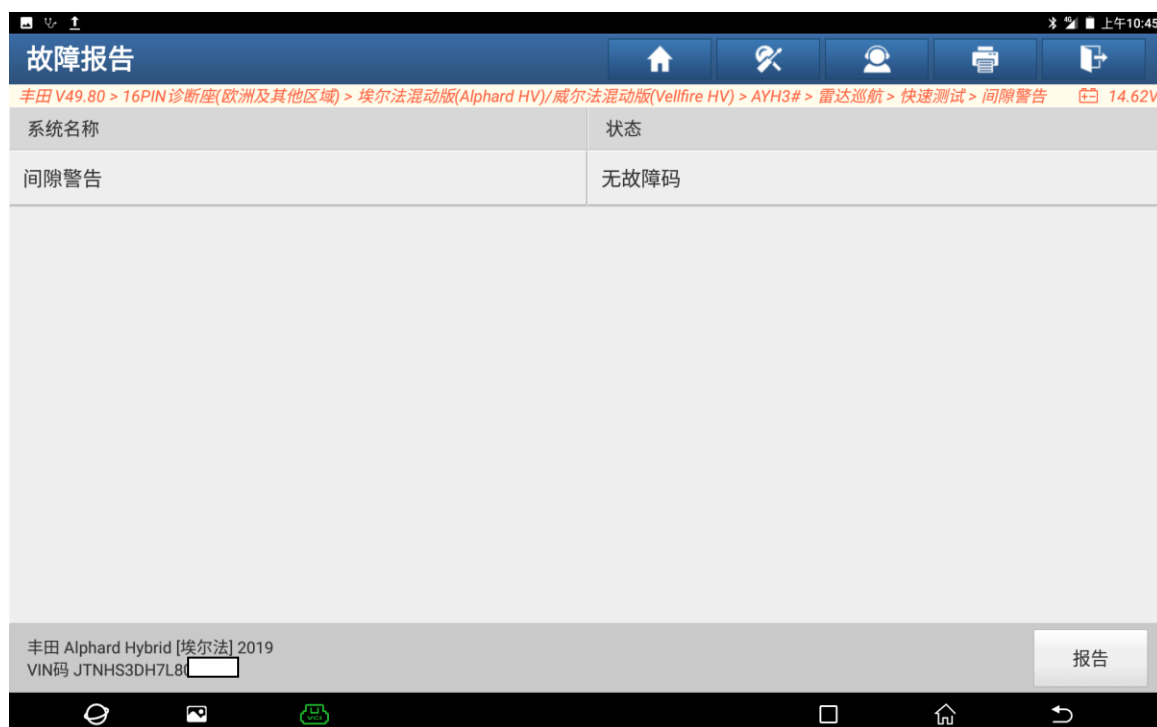 4G 上午10:45
故障报告
丰田 V49.80 > 16PIN诊断座(欧洲及其他区域) > 埃尔法混动版(Alphard HV)/威尔法混动版(Vellfire HV) > AYH3# > 雷达巡航 > 快速测试 > 间隙警告 14.62V
系统名称 状态
间隙警告 无故障码
丰田 Alphard Hybrid [埃尔法] 2019
VIN码 JTNHS3DH7L8
报告
VCI